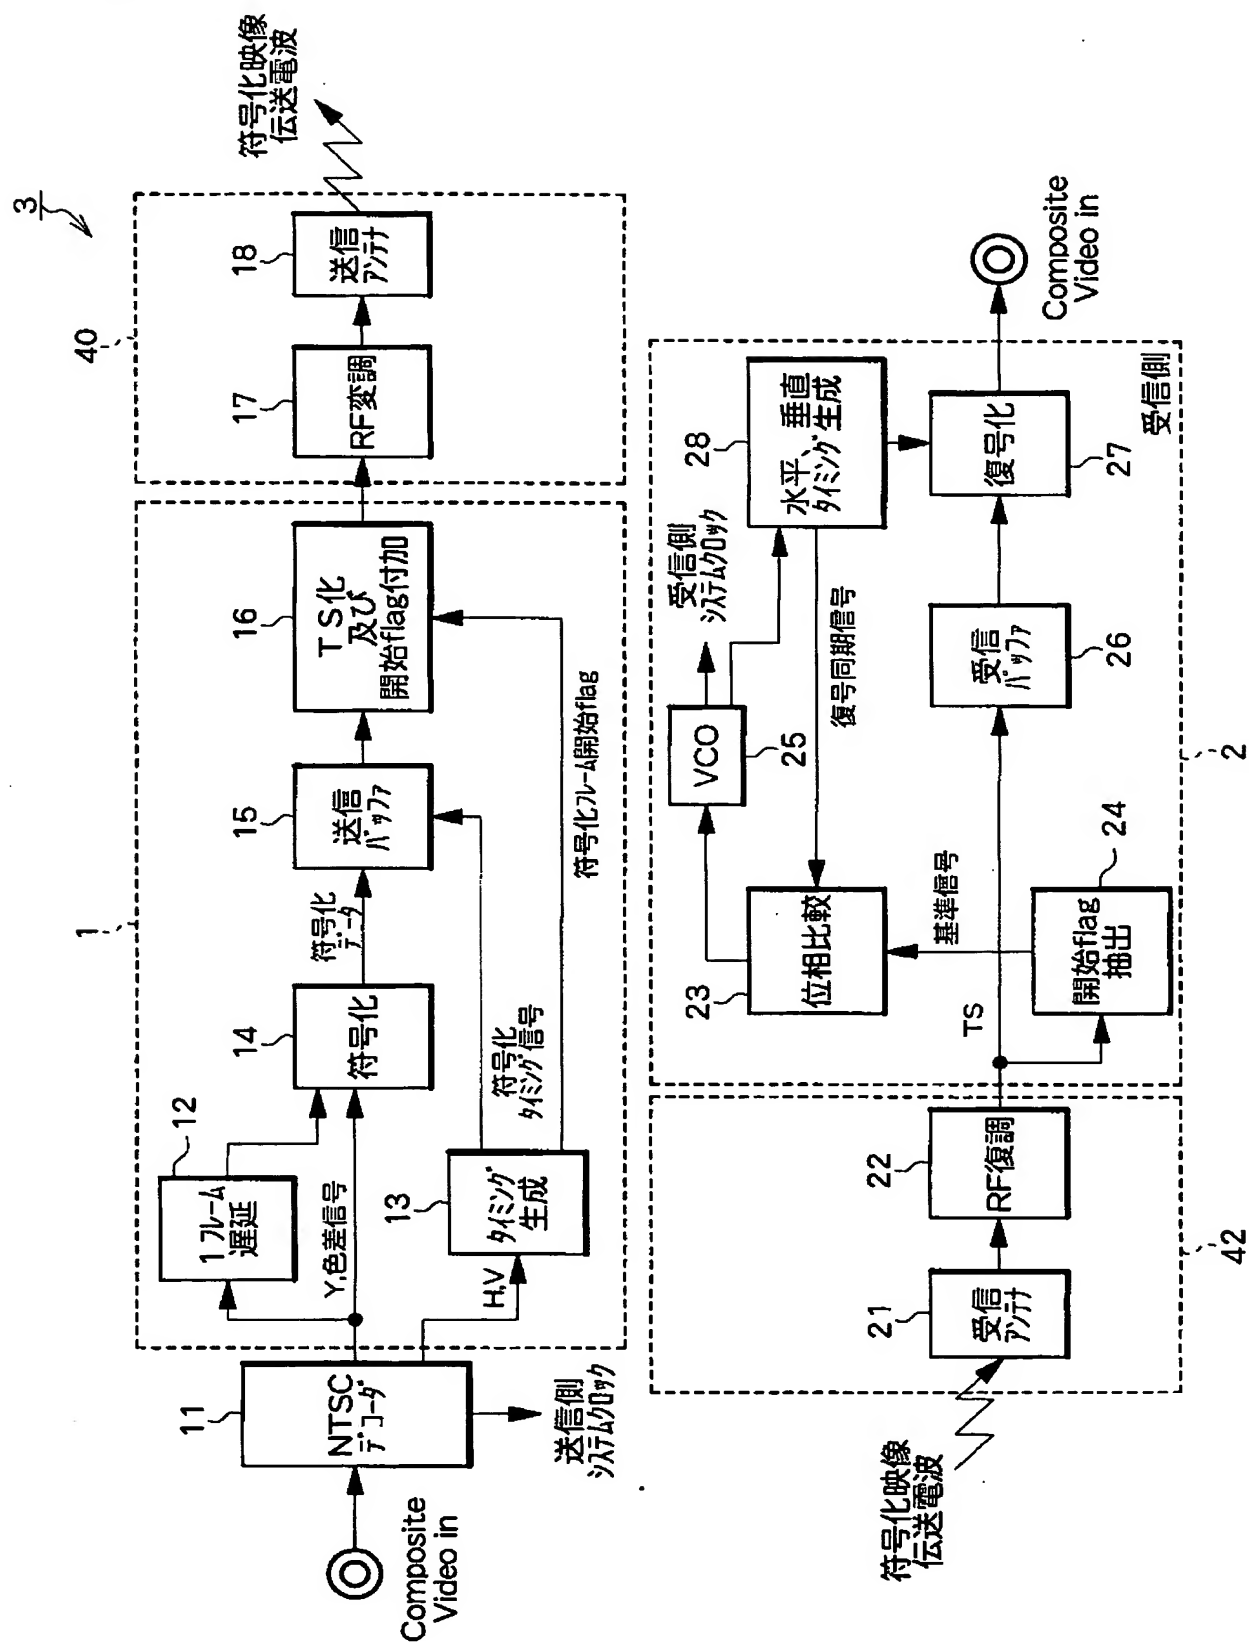 3
1
40
11
NTSC
デコーダ
Composite
Video in
送信側
システムクロック
12
1フレーム
遅延
Y,色差信号
H,V
13
タイミング
生成
14
符号化
符号化
データ
符号化
タイミング信号
15
送信
バッファ
16
TS化
及び
開始flag付加
符号化フレーム開始flag
17
RF変調
18
送信
アンテナ
符号化映像
伝送電波
符号化映像
伝送電波
21
受信
アンテナ
22
RF復調
42
TS
23
位相比較
基準信号
24
開始flag
抽出
VCO
25
受信側
システムクロック
復号同期信号
28
水平、垂直
タイミング生成
26
受信
バッファ
27
復号化
受信側
2
Composite
Video in